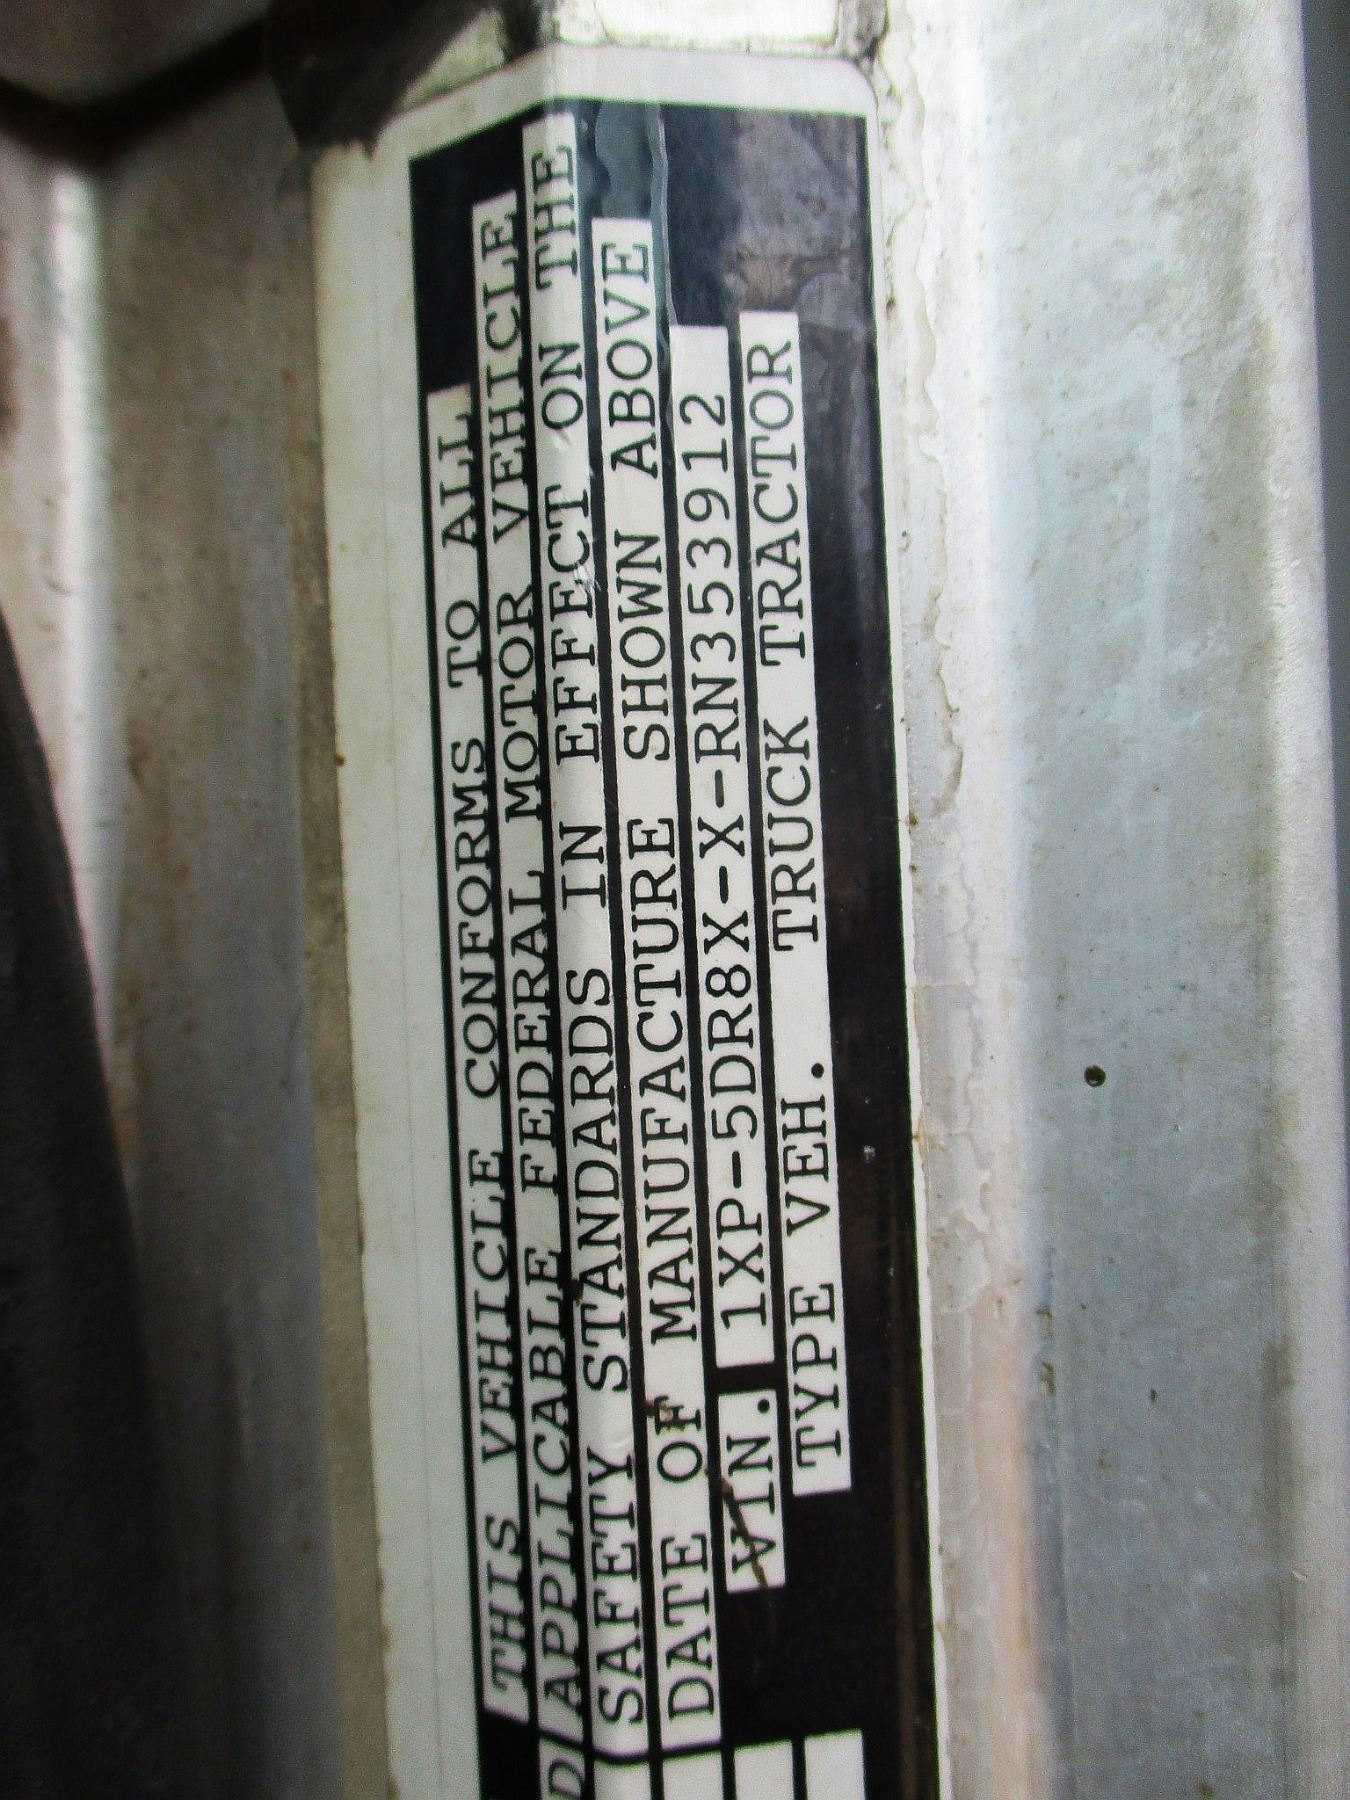 THIS VEHICLE CONFORMS TO ALL
D APPLICABLE FEDERAL MOTOR VEHICLE
SAFETY STANDARDS IN EFFECT ON THE
DATE OF MANUFACTURE SHOWN ABOVE
VIN. 1XP-5DR8X-X-RN353912
TYPE VEH. TRUCK TRACTOR